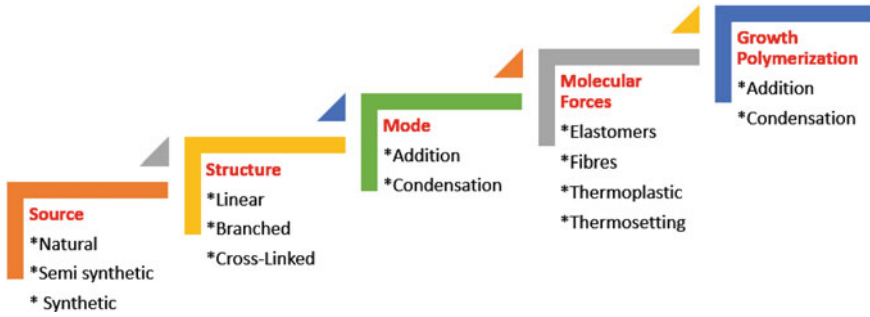 Source
*Natural
*Semi synthetic
* Synthetic
Structure
*Linear
*Branched
*Cross-Linked
Mode
*Addition
*Condensation
Molecular
Forces
*Elastomers
*Fibres
*Thermoplastic
*Thermosetting
Growth
Polymerization
*Addition
*Condensation